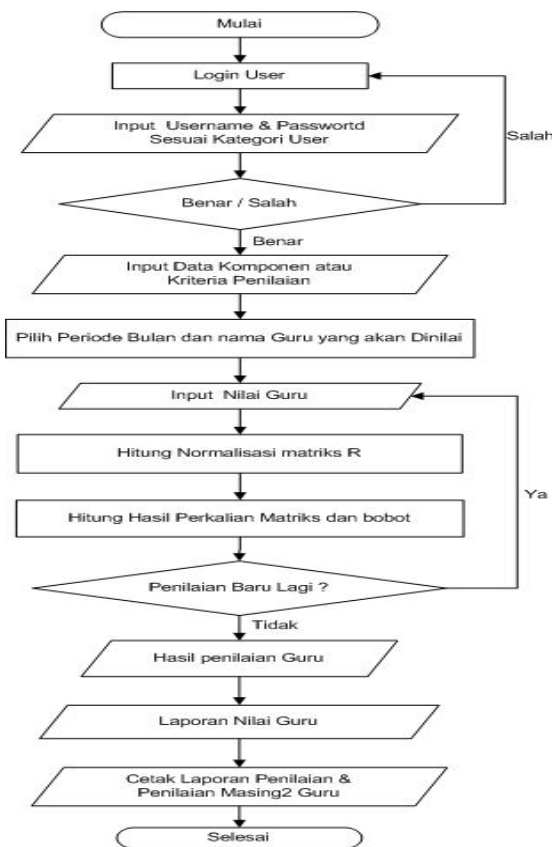 Mulai
Login User
Input Username & Passwortd
Sesuai Kategori User
Salah
Benar / Salah
Benar
Input Data Komponen atau
Kriteria Penilaian
Pilih Periode Bulan dan nama Guru yang akan Dinilai
Input Nilai Guru
Hitung Normalisasi matriks R
Ya
Hitung Hasil Perkalian Matriks dan bobot
Penilaian Baru Lagi ?
Tidak
Hasil penilaian Guru
Laporan Nilai Guru
Cetak Laporan Penilaian &
Penilaian Masing2 Guru
Selesai